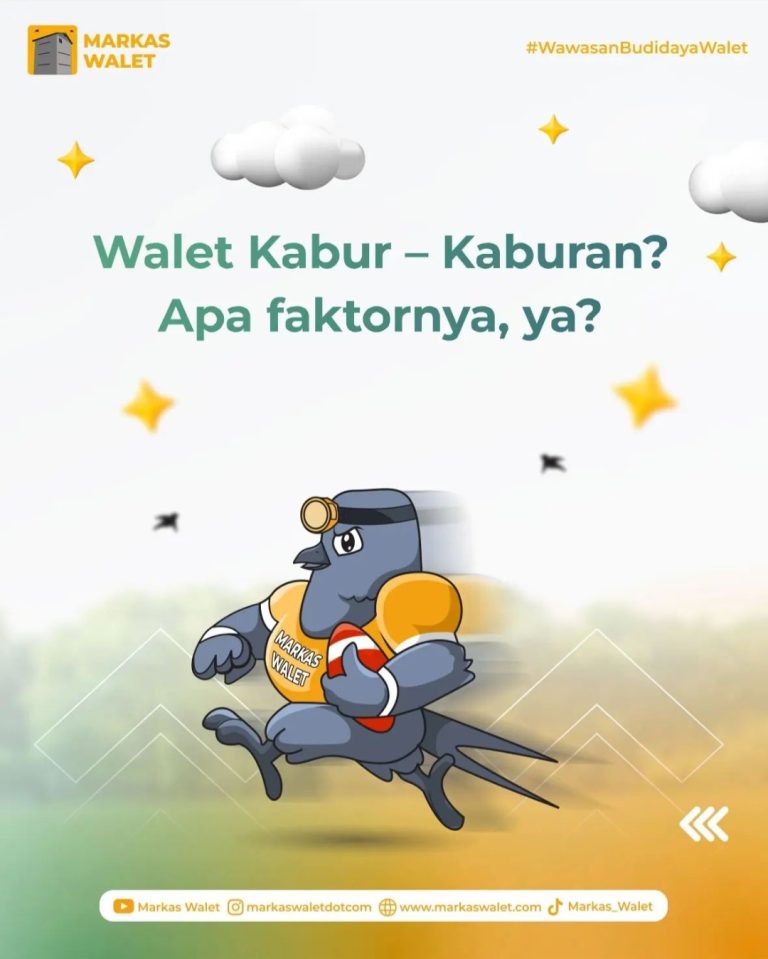 MARKAS
WALET
#WawasanBudidayaWalet
Walet Kabur – Kaburan?
Apa faktornya, ya?
MARKAS
WALET
Markas Walet markaswaletdotcom www.markaswalet.com Markas_Walet